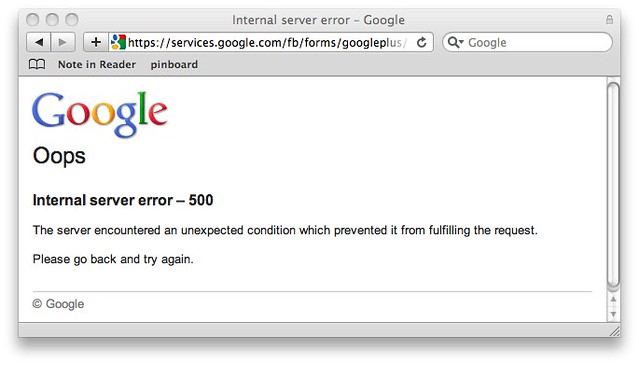 Internal server error – Google
https://services.google.com/fb/forms/googleplus/
Google
Note in Reader pinboard
Google
Oops
Internal server error – 500
The server encountered an unexpected condition which prevented it from fulfilling the request.
Please go back and try again.
© Google